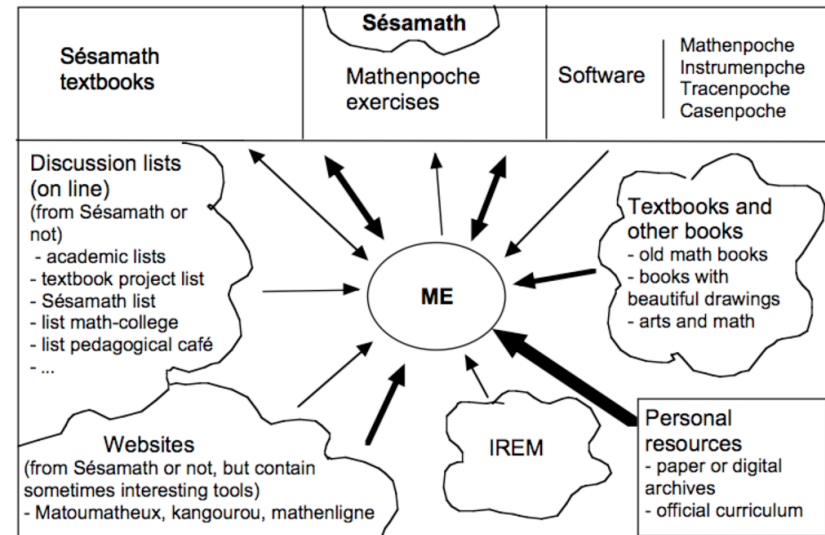 Sésamath
Sésamath
textbooks
Mathenpoche
exercises
Software
Mathenpoche
Instrumenpche
Tracenpoche
Casenpoche
Discussion lists
(on line)
(from Sésamath or
not)
- academic lists
- textbook project list
- Sésamath list
- list math-college
- list pedagogical café
- ...
ME
Textbooks and
other books
- old math books
- books with
beautiful drawings
- arts and math
Websites
(from Sésamath or not, but contain
sometimes interesting tools)
- Matoumatheux, kangourou, mathenligne
IREM
Personal
resources
- paper or digital
archives
- official curriculum